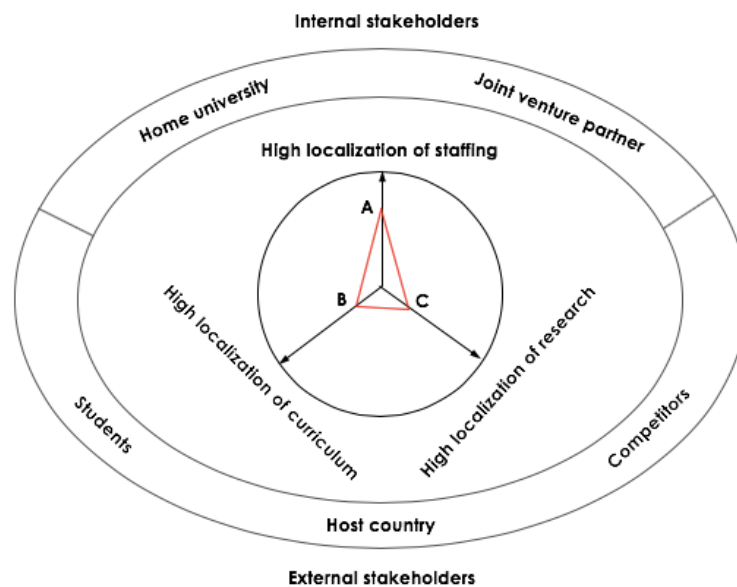 Internal stakeholders
Home university
Joint venture partner
High localization of staffing
A
B
C
High localization of curriculum
High localization of research
Students
Competitors
Host country
External stakeholders